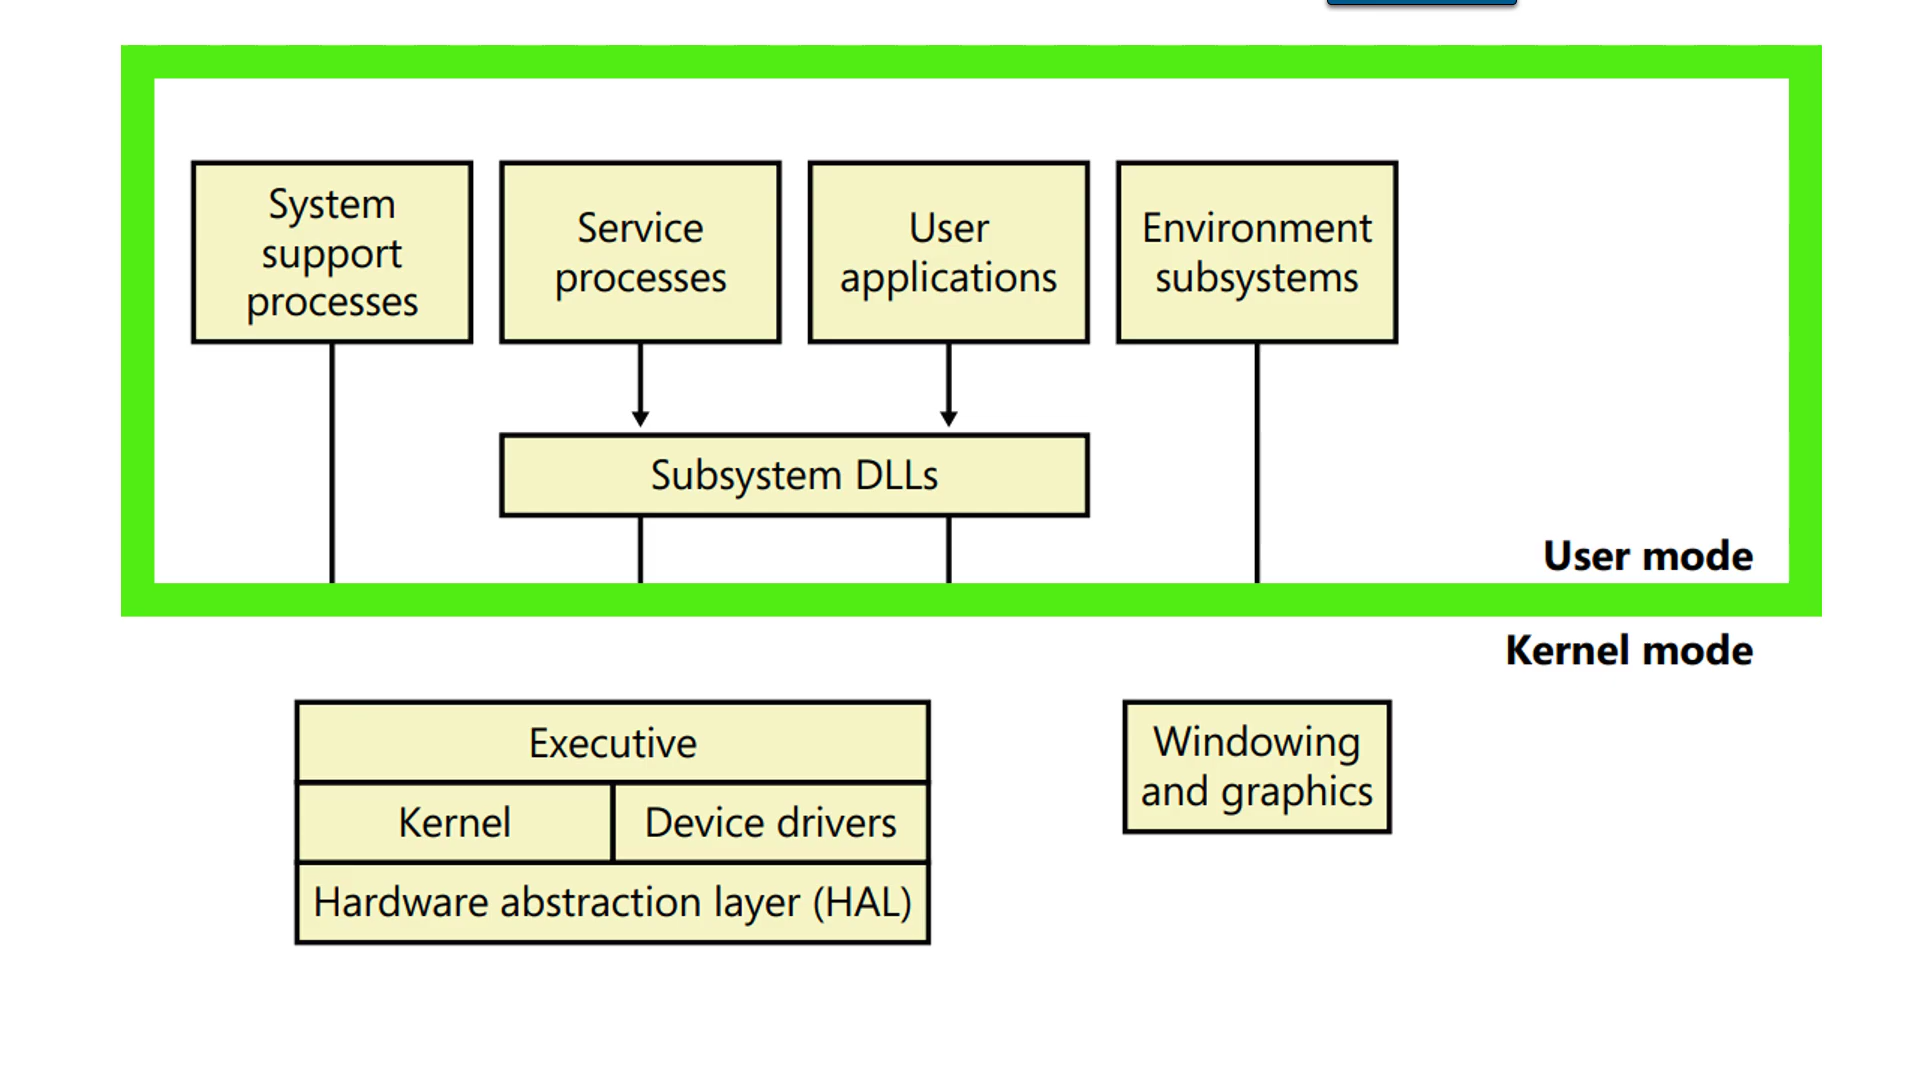 System
support
processes
Service
processes
User
applications
Environment
subsystems
Subsystem DLLs
User mode
Kernel mode
Executive
Kernel
Device drivers
Hardware abstraction layer (HAL)
Windowing
and graphics